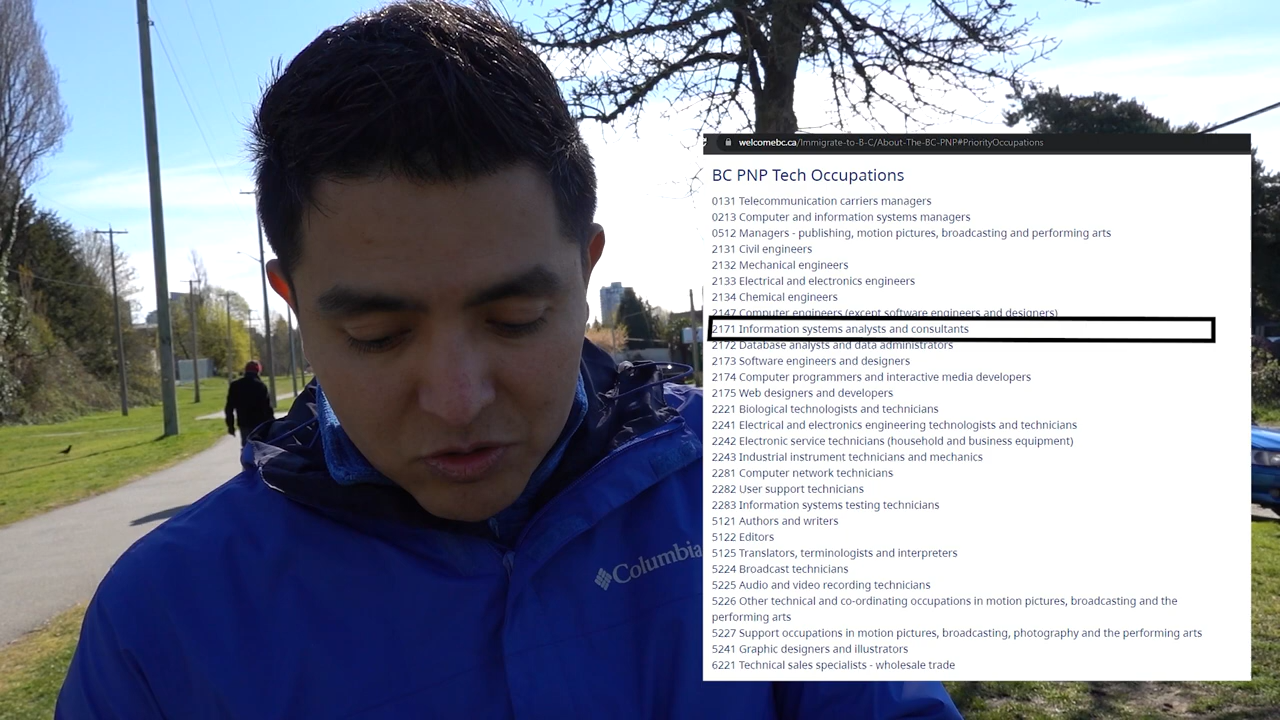 welcomebc.ca/Immigrate-to-B-C/About-The-BC-PNP#PriorityOccupations
BC PNP Tech Occupations
0131 Telecommunication carriers managers
0213 Computer and information systems managers
0512 Managers - publishing, motion pictures, broadcasting and performing arts
2131 Civil engineers
2132 Mechanical engineers
2133 Electrical and electronics engineers
2134 Chemical engineers
2147 Computer engineers (except software engineers and designers)
2171 Information systems analysts and consultants
2172 Database analysts and data administrators
2173 Software engineers and designers
2174 Computer programmers and interactive media developers
2175 Web designers and developers
2221 Biological technologists and technicians
2241 Electrical and electronics engineering technologists and technicians
2242 Electronic service technicians (household and business equipment)
2243 Industrial instrument technicians and mechanics
2281 Computer network technicians
2282 User support technicians
2283 Information systems testing technicians
5121 Authors and writers
5122 Editors
5125 Translators, terminologists and interpreters
5224 Broadcast technicians
5225 Audio and video recording technicians
5226 Other technical and co-ordinating occupations in motion pictures, broadcasting and the
performing arts
5227 Support occupations in motion pictures, broadcasting, photography and the performing arts
5241 Graphic designers and illustrators
6221 Technical sales specialists - wholesale trade
Columbia